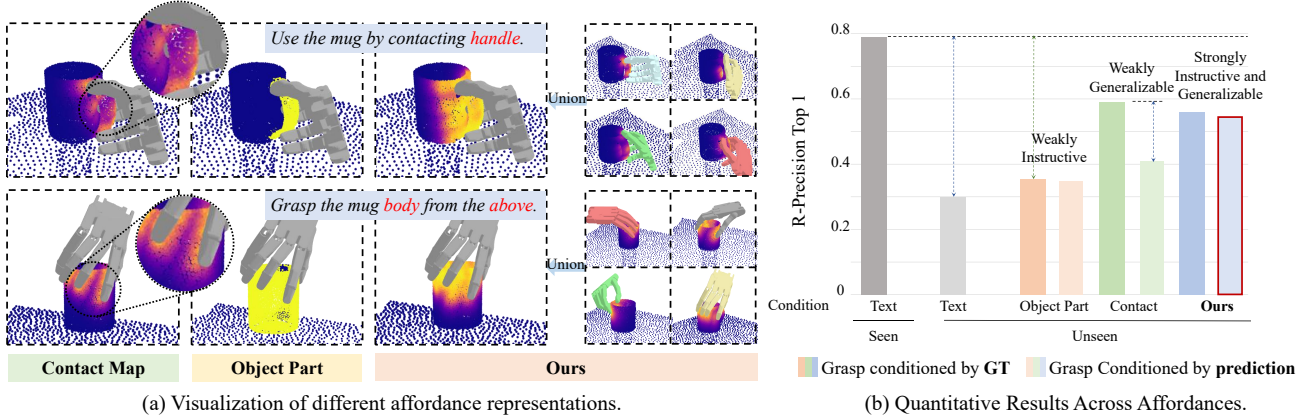 Use the mug by contacting handle.
Union
Grasp the mug body from the above.
Union
Contact Map
Object Part
Ours
(a) Visualization of different affordance representations.
R-Precision Top 1
0.8
0.6
0.4
0.2
0
Weakly
Instructive
Weakly
Generalizable
Strongly
Instructive and
Generalizable
Condition
Text
Text
Object Part
Contact
Ours
Seen
Unseen
Grasp conditioned by GT
Grasp Conditioned by prediction
(b) Quantitative Results Across Affordances.